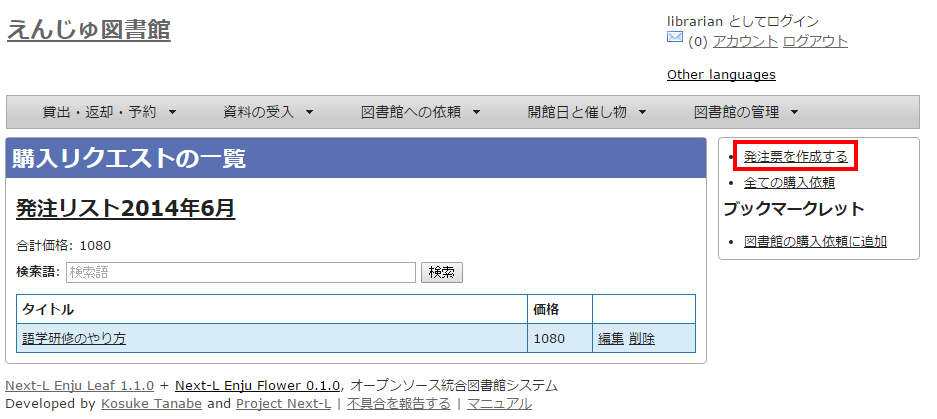 えんじゅ図書館
librarian としてログイン
(0) アカウント ログアウト
Other languages
貸出・返却・予約 資料の受入 図書館への依頼 開館日と催し物 図書館の管理
購入リクエストの一覧
発注リスト2014年6月
合計価格: 1080
検索語: 検索語 検索
タイトル 価格
語学研修のやり方 1080 編集 削除
発注票を作成する
全ての購入依頼
ブックマークレット
図書館の購入依頼に追加
Next-L Enju Leaf 1.1.0 + Next-L Enju Flower 0.1.0, オープンソース統合図書館システム
Developed by Kosuke Tanabe and Project Next-L | 不具合を報告する | マニュアル